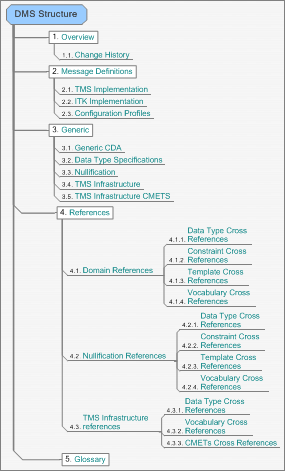 DMS Structure
1. Overview
1.1. Change History
2. Message Definitions
2.1. TMS Implementation
2.2. ITK Implementation
2.3. Configuration Profiles
3. Generic
3.1 Generic CDA
3.2. Data Type Specifications
3.3. Nullification
3.4. TMS Infrastructure
3.5. TMS Infrastructure CMETS
4. References
4.1. Domain References
Data Type Cross
4.1.1. References
Constraint Cross
4.1.2 References
Template Cross
4.1.3. References
Vocabulary Cross
4.1.4. References
4.2 Nullification References
Data Type Cross
4.2.1. References
Constraint Cross
4.2.2. References
Template Cross
4.2.3. References
Vocabulary Cross
4.2.4. References
TMS Infrastructure
4.3. references
Data Type Cross
4.3.1. References
Vocabulary Cross
4.3.2. References
4.3.3. CMETs Cross References
5. Glossary